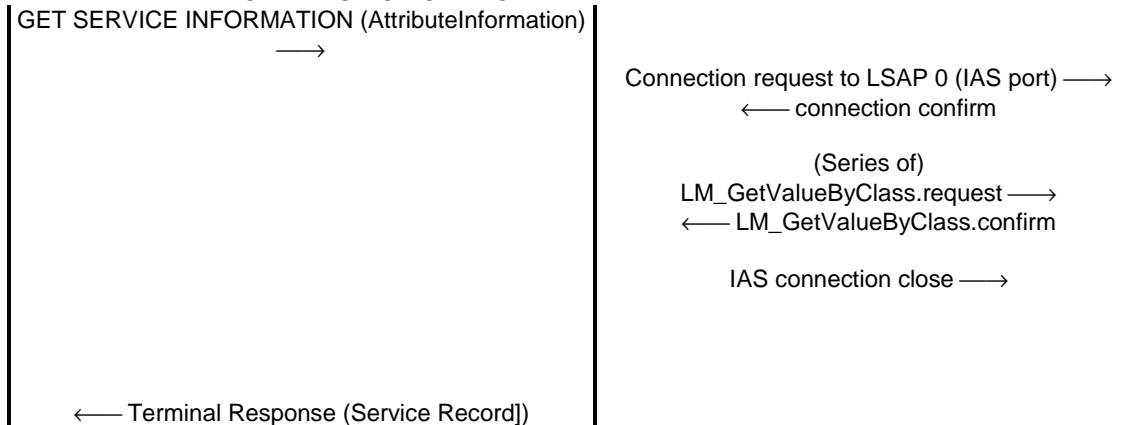 GET SERVICE INFORMATION (AttributeInformation)
⟶
Connection request to LSAP 0 (IAS port) ⟶
⟵ connection confirm
(Series of)
LM_GetValueByClass.request ⟶
⟵ LM_GetValueByClass.confirm
IAS connection close ⟶
⟵ Terminal Response (Service Record])